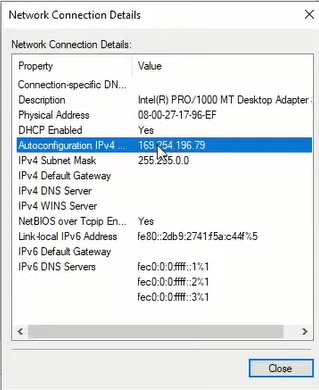 Network Connection Details
Network Connection Details:
Property Value
Connection-specific DN...
Description Intel(R) PRO/1000 MT Desktop Adapter
Physical Address 08-00-27-17-96-EF
DHCP Enabled Yes
Autoconfiguration IPv4 ... 169.254.196.79
IPv4 Subnet Mask 255.255.0.0
IPv4 Default Gateway
IPv4 DNS Server
IPv4 WINS Server
NetBIOS over Tcpip En... Yes
Link-local IPv6 Address fe80::2db9:2741:f5a:c44f%5
IPv6 Default Gateway
IPv6 DNS Servers fec0:0:0:ffff::1%1
fec0:0:0:ffff::2%1
fec0:0:0:ffff::3%1
Close